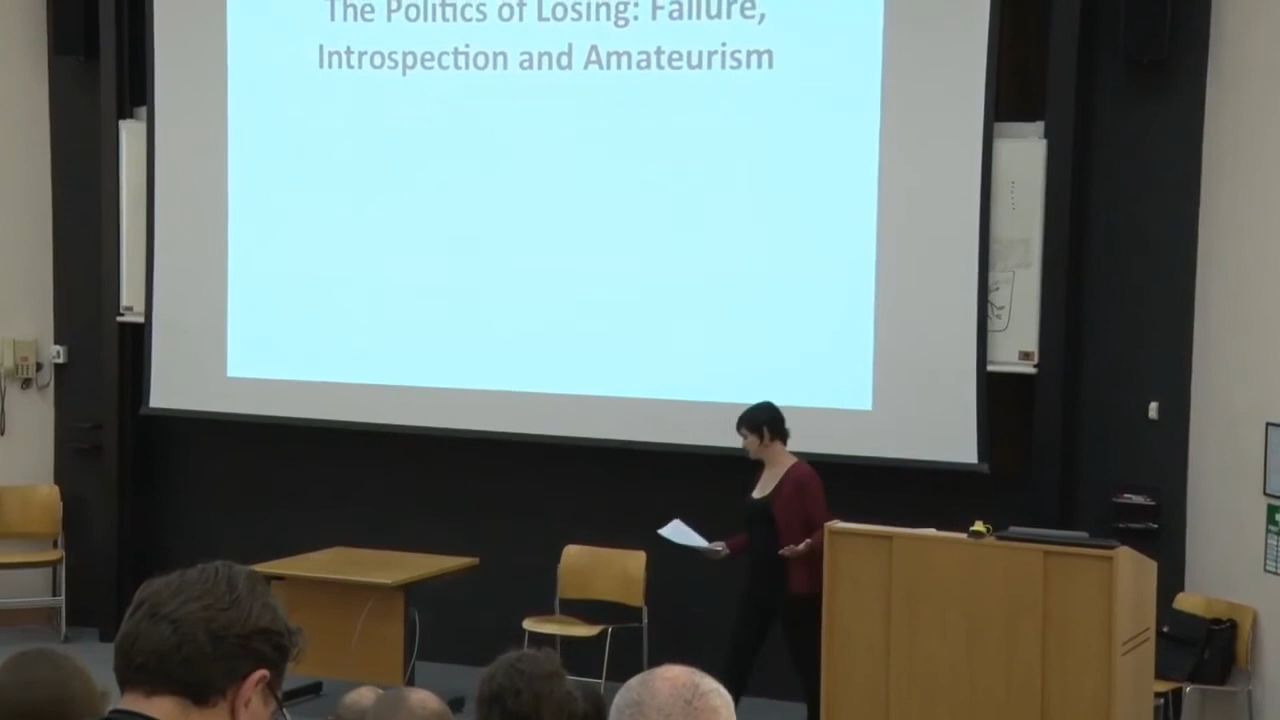 The Politics of Losing: Failure,
Introspection and Amateurism